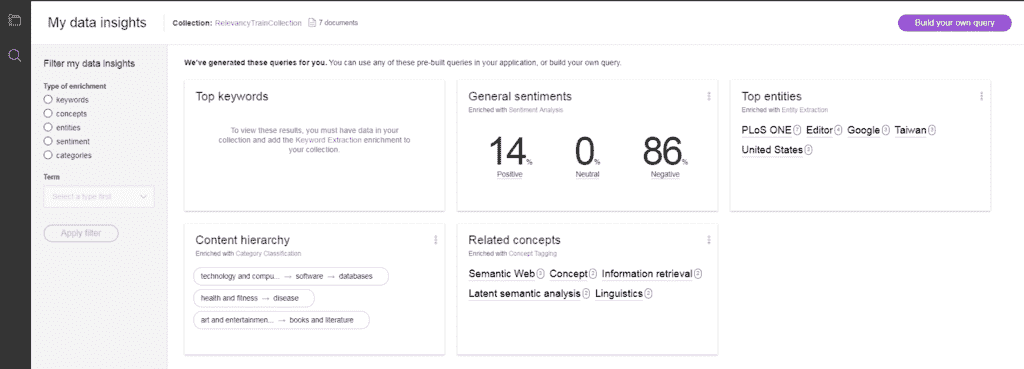 My data insights
Collection: RelevancyTrainCollection 7 documents
Build your own query
Filter my data insights
Type of enrichment
keywords
concepts
entities
sentiment
categories
Term
Select a type first
Apply filter
We've generated these queries for you. You can use any of these pre-built queries in your application, or build your own query.
Top keywords
To view these results, you must have data in your
collection and add the Keyword Extraction enrichment to
your collection.
General sentiments
Enriched with Sentiment Analysis
14% 0% 86%
Positive Neutral Negative
Top entities
Enriched with Entity Extraction
PLoS ONE Editor Google Taiwan
United States
Content hierarchy
Enriched with Category Classification
technology and compu... → software → databases
health and fitness → disease
art and entertainmen... → books and literature
Related concepts
Enriched with Concept Tagging
Semantic Web Concept Information retrieval
Latent semantic analysis Linguistics